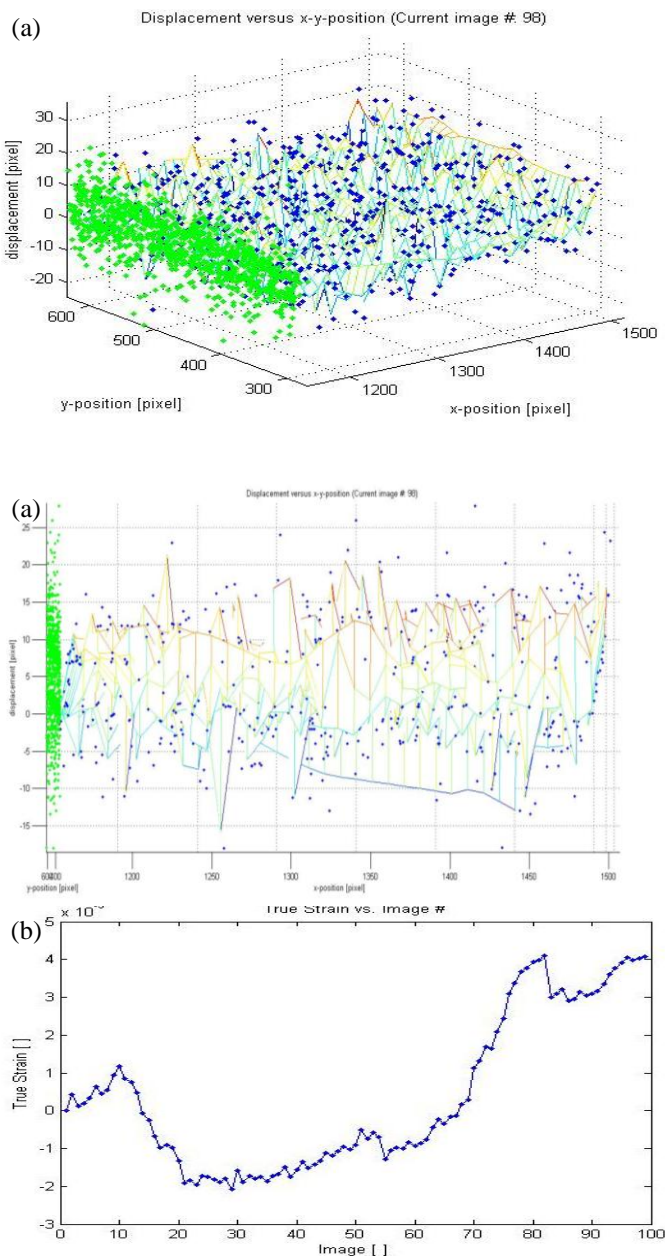 (a)
Displacement versus x-y-position (Current image #: 98)
30
20
10
0
-10
-20
displacement [pixel]
600
500
400
300
y-position [pixel]
1200
1300
1400
1500
x-position [pixel]
(a)
Displacement versus x-y-position (Current image #: 98)
25
20
15
10
5
0
-5
-10
-15
displacement [pixel]
1200
1250
1300
1350
1400
1450
1500
y-position [pixel]
x-position [pixel]
(b)
True Strain vs. Image #
5
4
3
2
1
0
-1
-2
-3
True Strain [ ]
0 10 20 30 40 50 60 70 80 90 100
Image [ ]